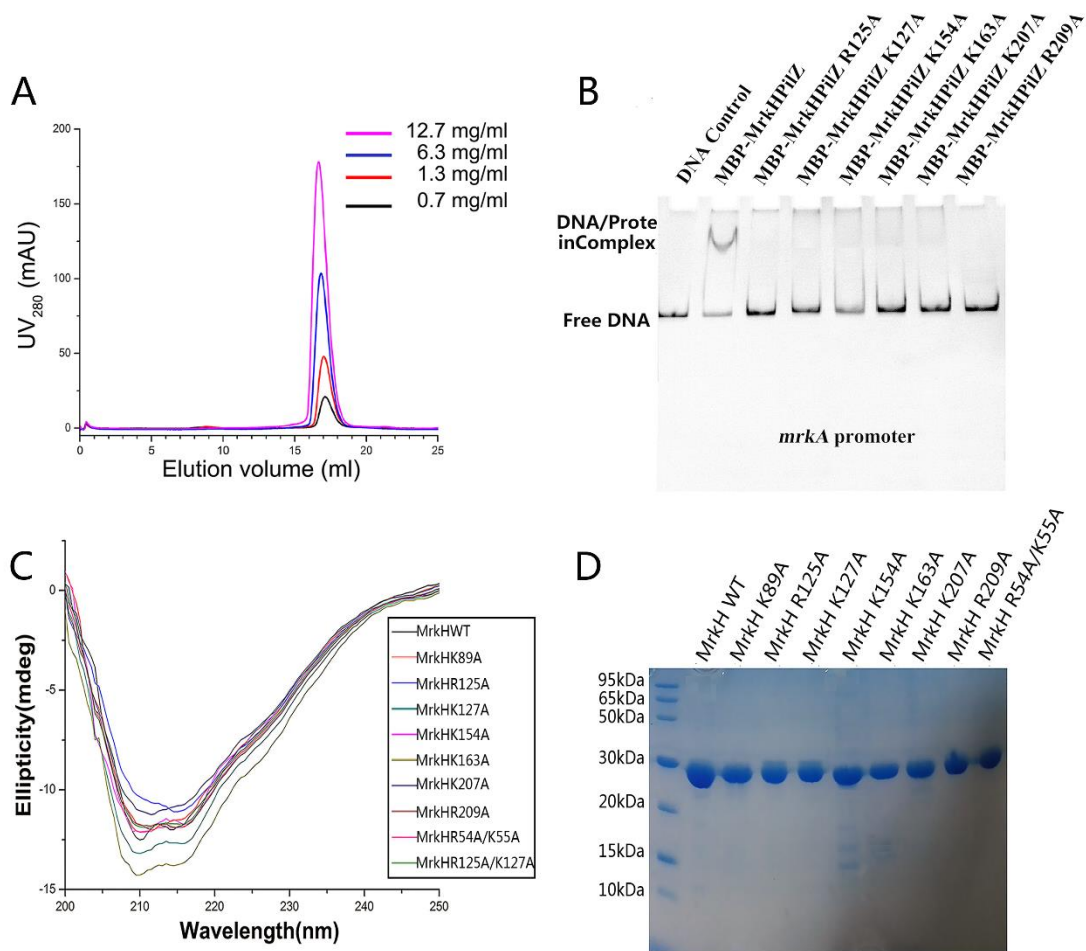 A
200
150
100
50
0
UV280 (mAU)
12.7 mg/ml
6.3 mg/ml
1.3 mg/ml
0.7 mg/ml
0 5 10 15 20 25
Elution volume (ml)
B
DNA Control
MBP-MrkHPilZ
MBP-MrkHPilZ R125A
MBP-MrkHPilZ K127A
MBP-MrkHPilZ K154A
MBP-MrkHPilZ K163A
MBP-MrkHPilZ K207A
MBP-MrkHPilZ R209A
DNA/Prote
inComplex
Free DNA
mrkA promoter
C
0
-5
-10
-15
Ellipticity(mdeg)
MrkHWT
MrkHK89A
MrkHR125A
MrkHK127A
MrkHK154A
MrkHK163A
MrkHK207A
MrkHR209A
MrkHR54A/K55A
MrkHR125A/K127A
200 210 220 230 240 250
Wavelength(nm)
D
MrkH WT
MrkH K89A
MrkH R125A
MrkH K127A
MrkH K154A
MrkH K163A
MrkH K207A
MrkH R209A
MrkH R54A/K55A
95kDa
65kDa
50kDa
30kDa
20kDa
15kDa
10kDa